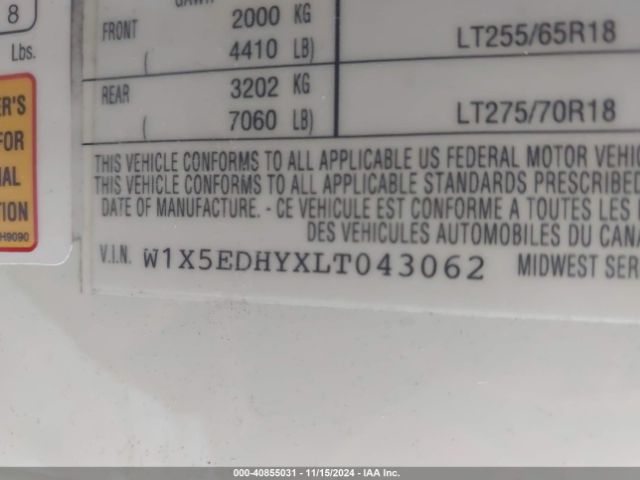 8
Lbs.
ER'S
FOR
IAL
TION
H9090
FRONT 2000 KG LT255/65R18
( 4410 LB)
REAR 3202 KG LT275/70R18
( 7060 LB)
THIS VEHICLE CONFORMS TO ALL APPLICABLE US FEDERAL MOTOR VEHIC
THIS VEHICLE CONFORMS TO ALL APPLICABLE STANDARDS PRESCRIBED
DATE OF MANUFACTURE. - CE VEHICULE EST CONFORME A TOUTES LES
DES VEHICULES AUTOMOBILES DU CANA
V.I.N. W1X5EDHYXLT043062 MIDWEST SER
000-40855031 - 11/15/2024 - IAA Inc.